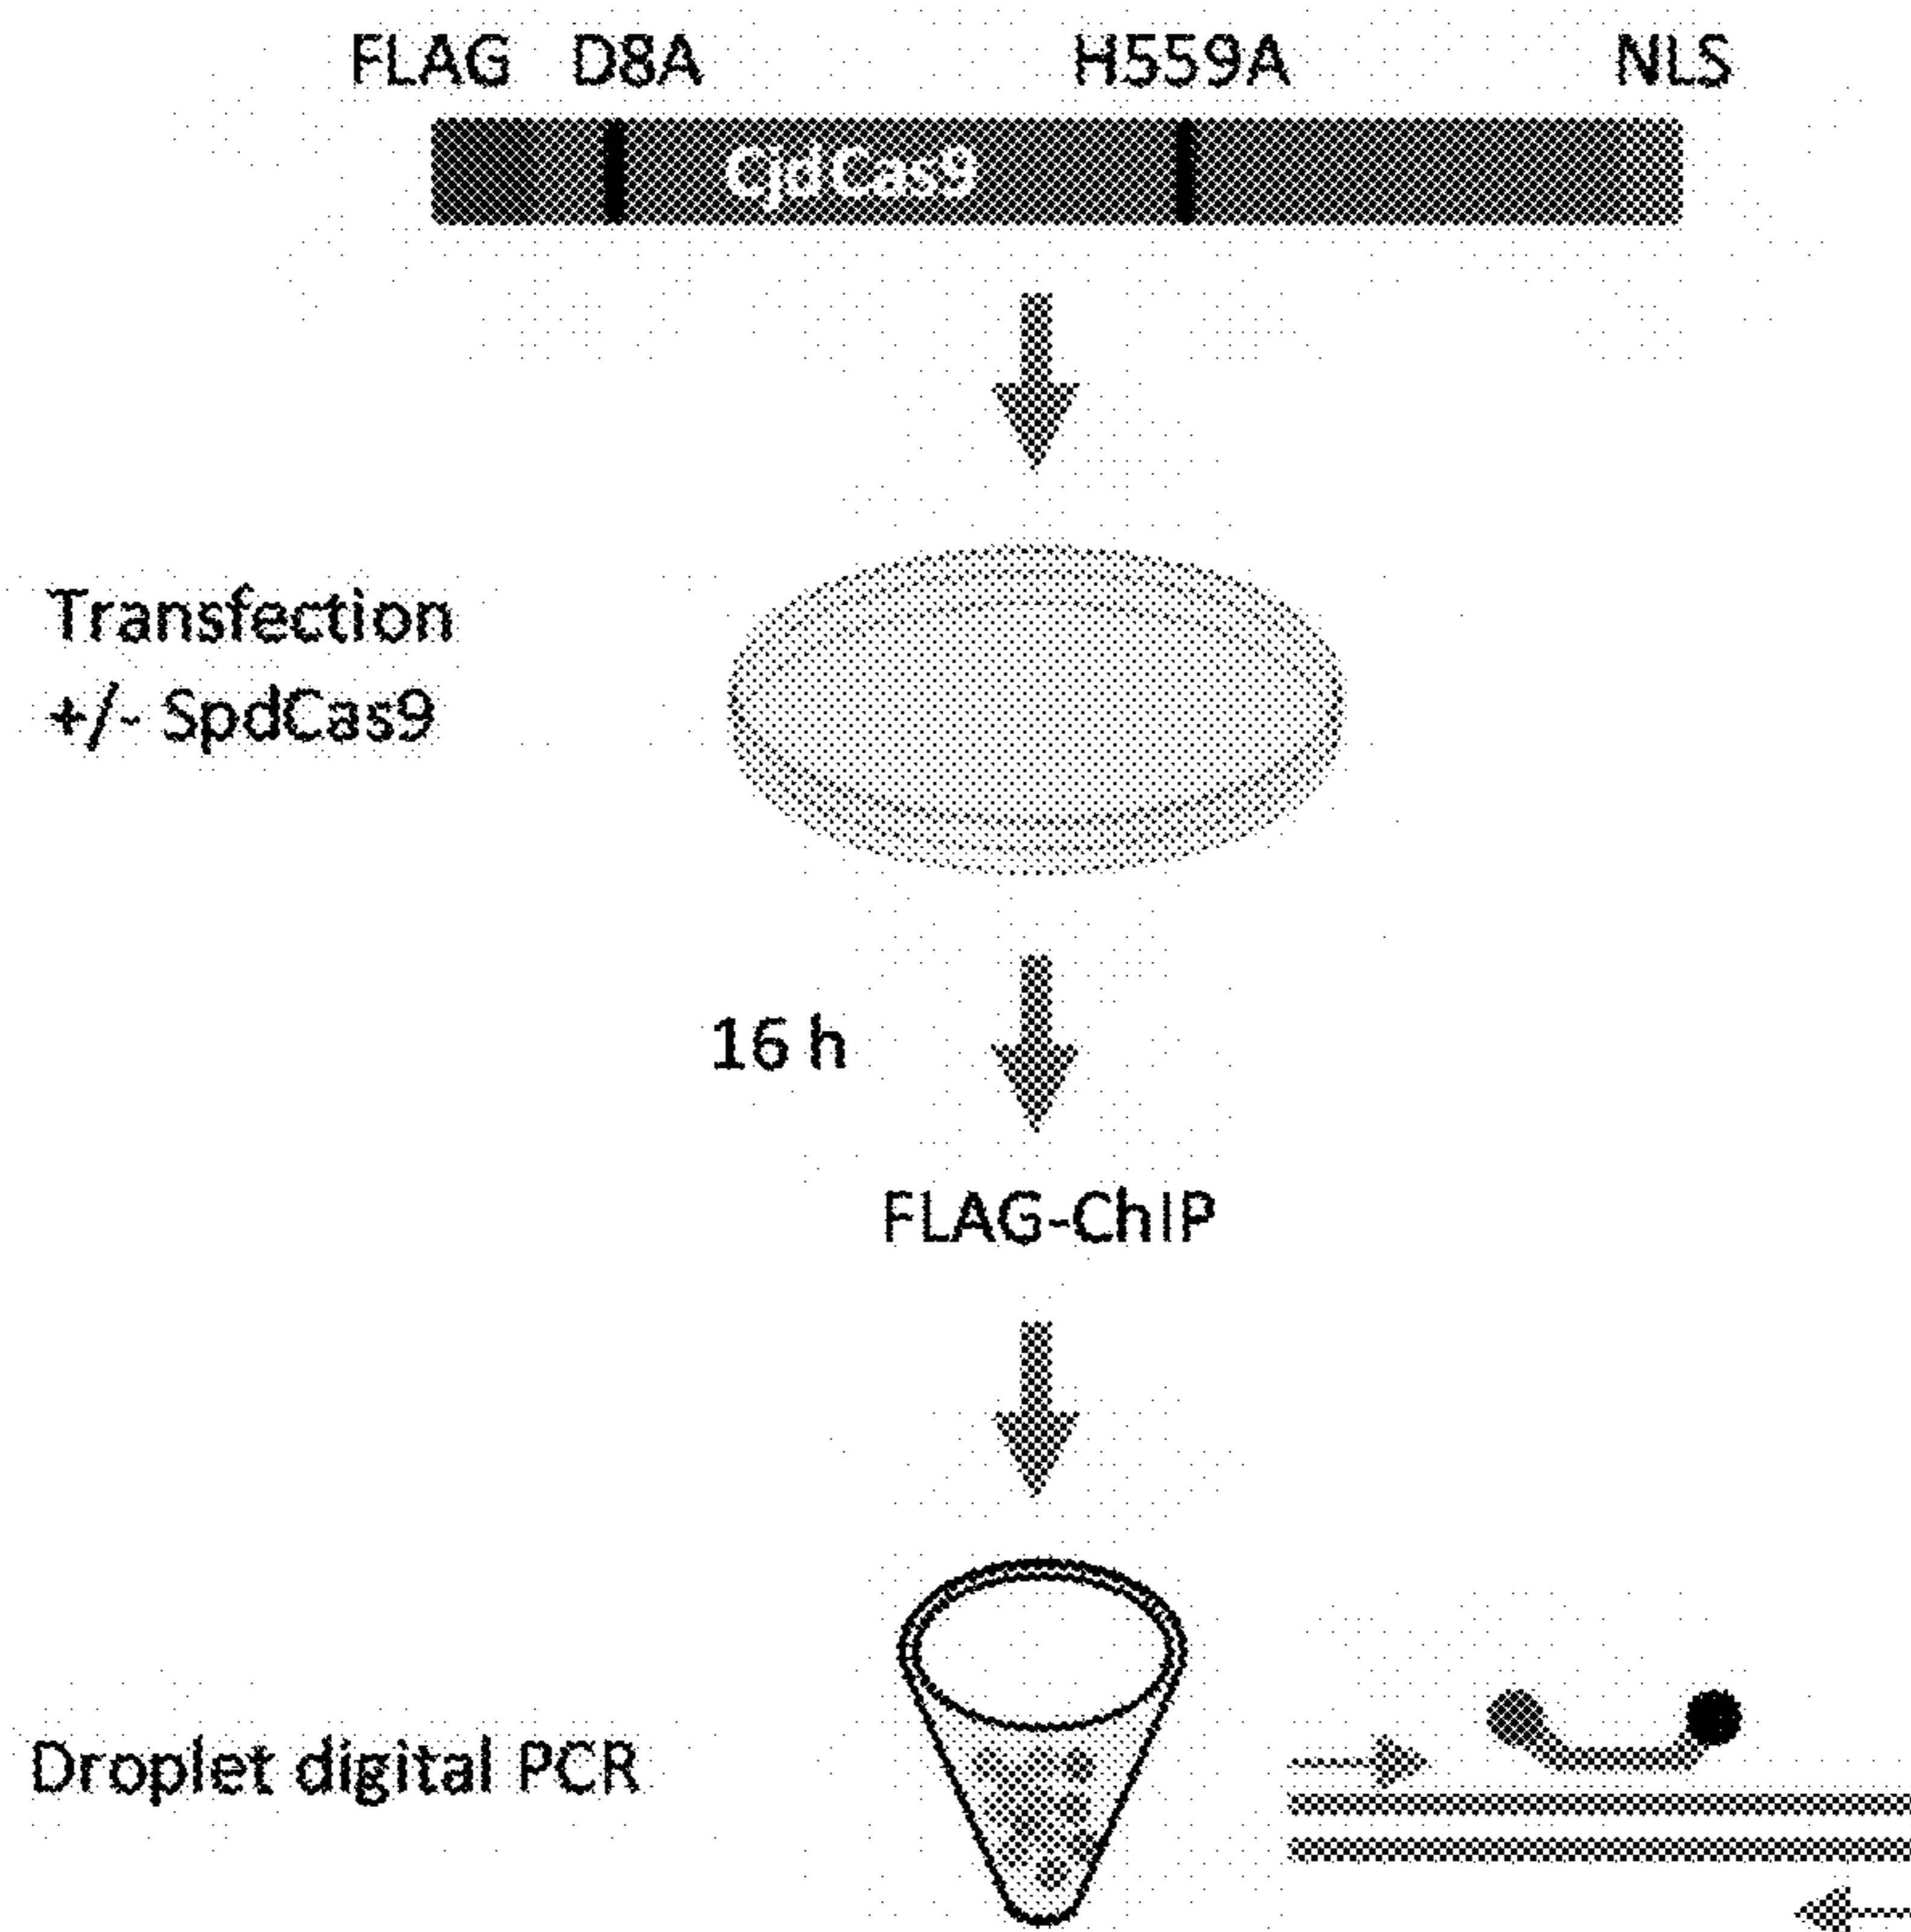 FLAG D8A H559A NLS
CjdCas9
Transfection
+/- SpdCas9
16 h
FLAG-ChIP
Droplet digital PCR